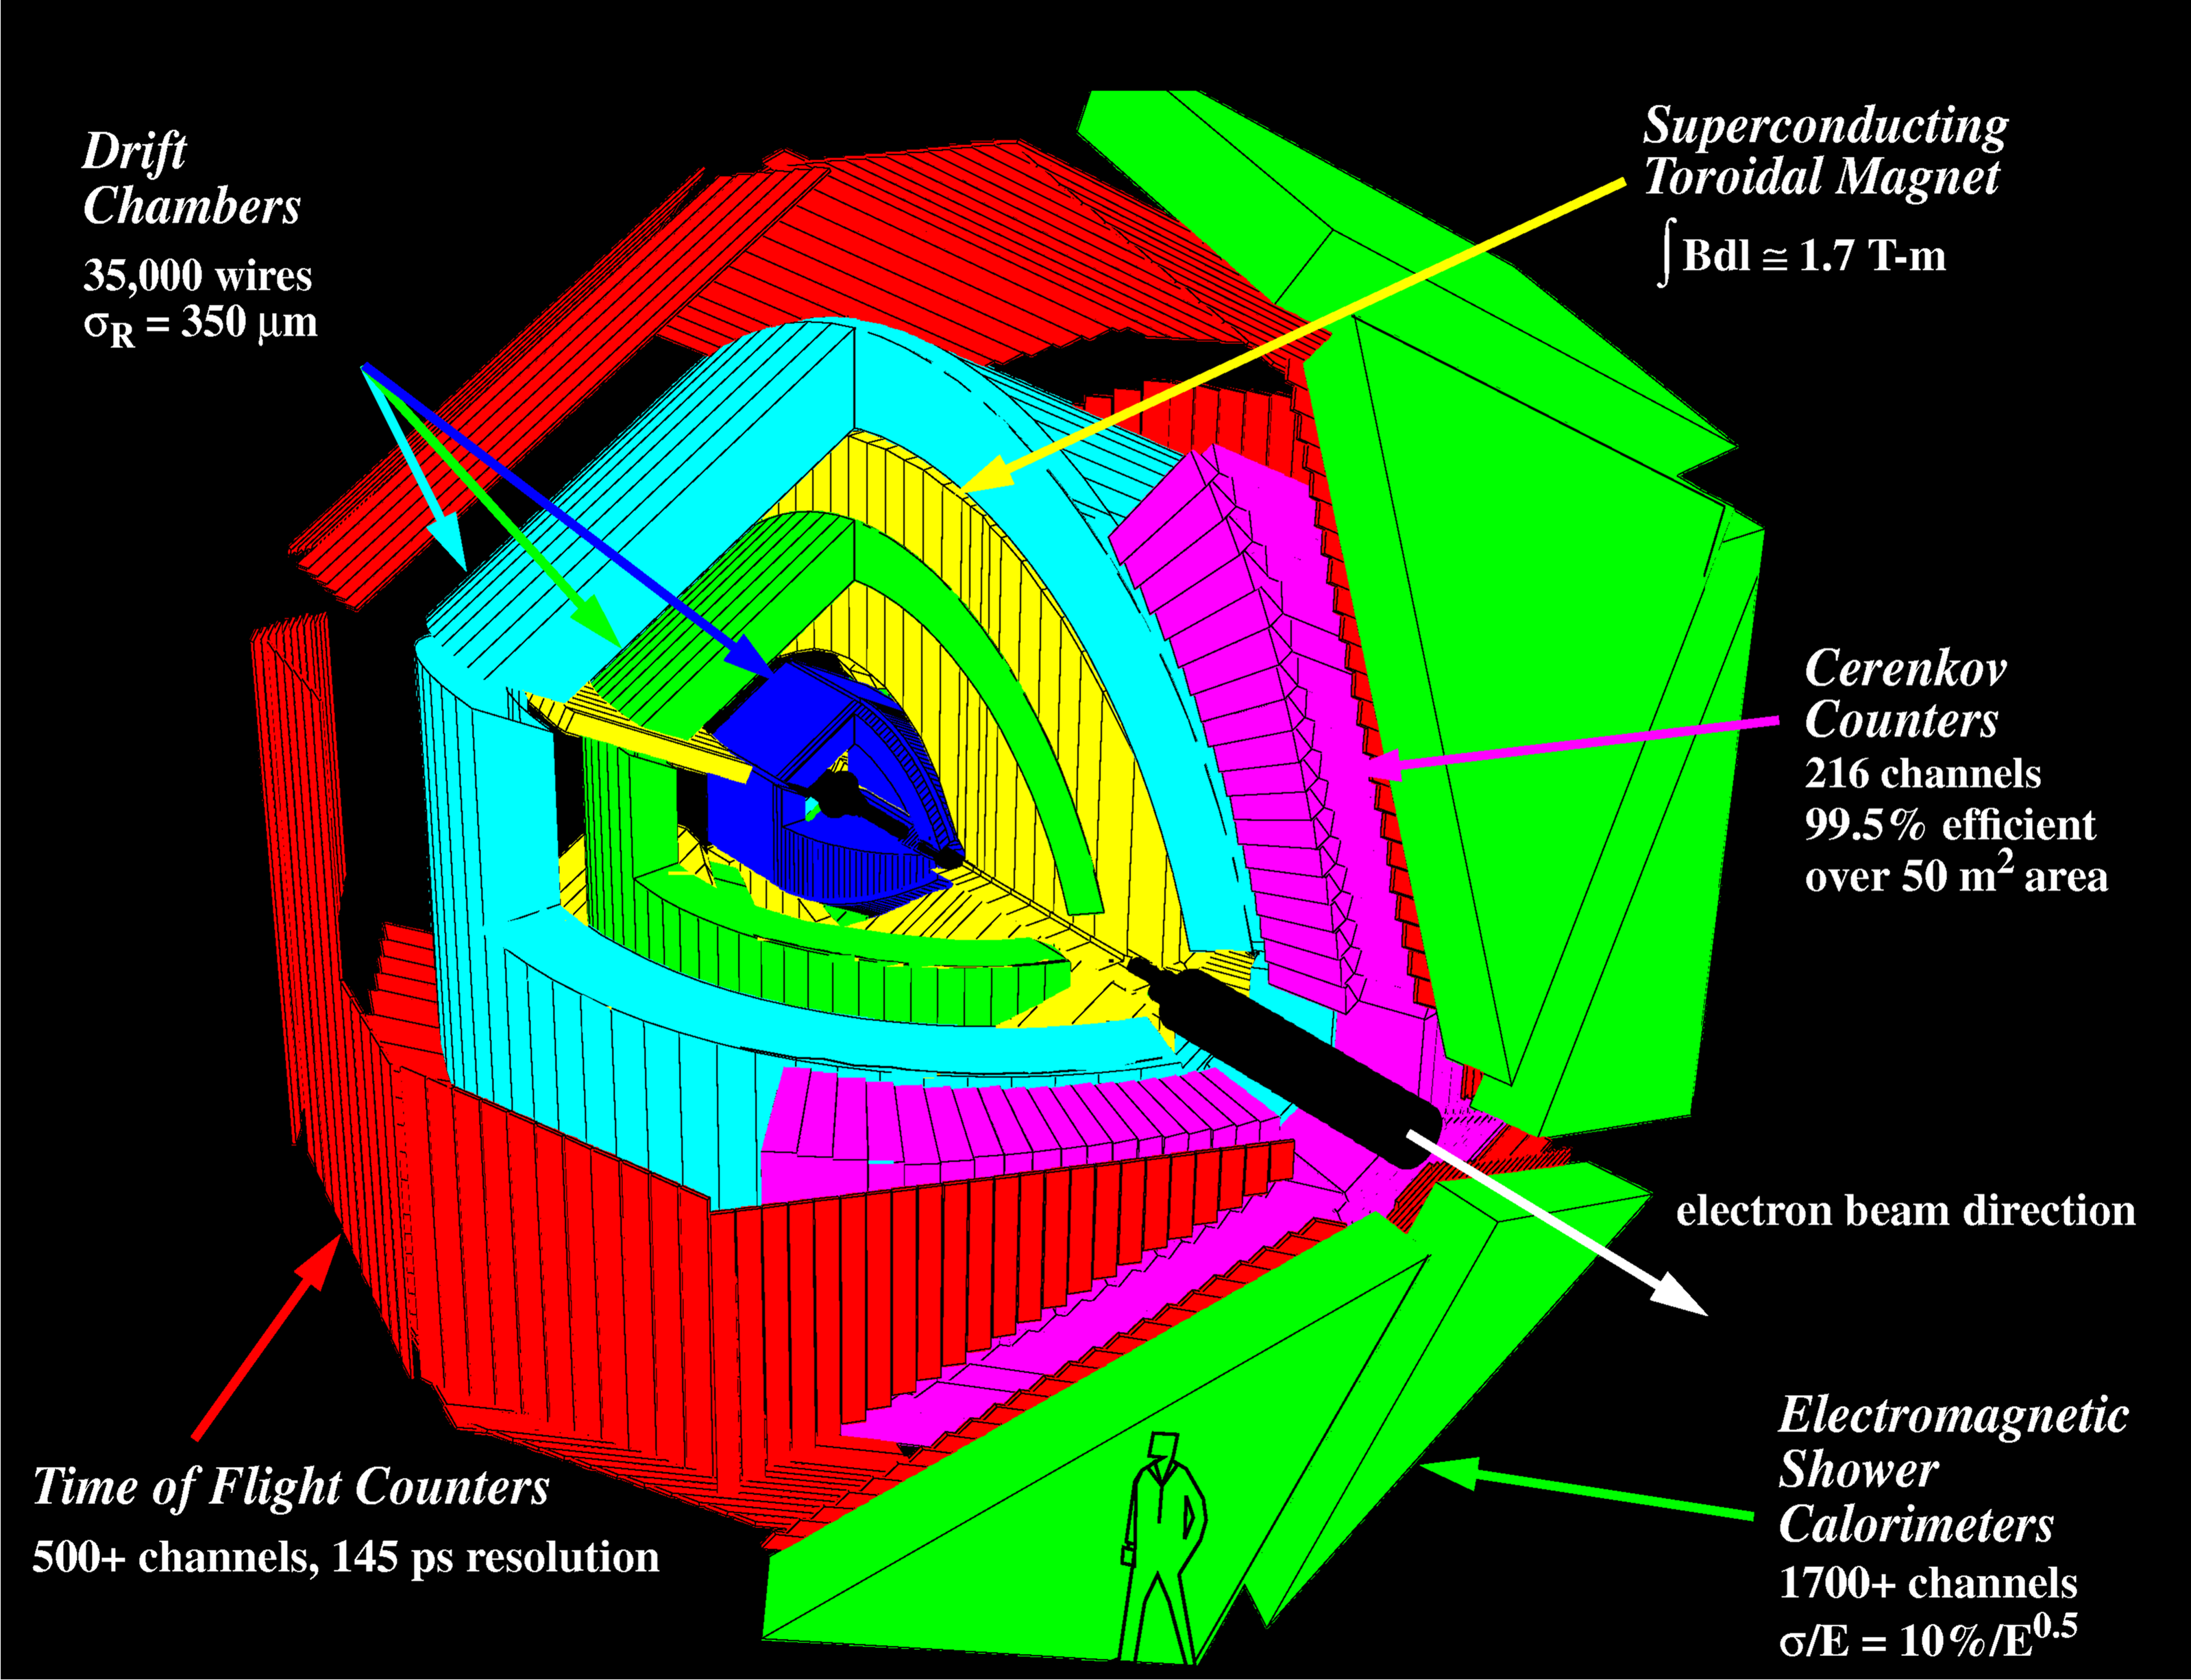 Drift
Chambers
35,000 wires
σR = 350 μm
Superconducting
Toroidal Magnet
∫Bdl ≅ 1.7 T-m
Cerenkov
Counters
216 channels
99.5% efficient
over 50 m² area
electron beam direction
Time of Flight Counters
500+ channels, 145 ps resolution
Electromagnetic
Shower
Calorimeters
1700+ channels
σ/E = 10%/E^0.5